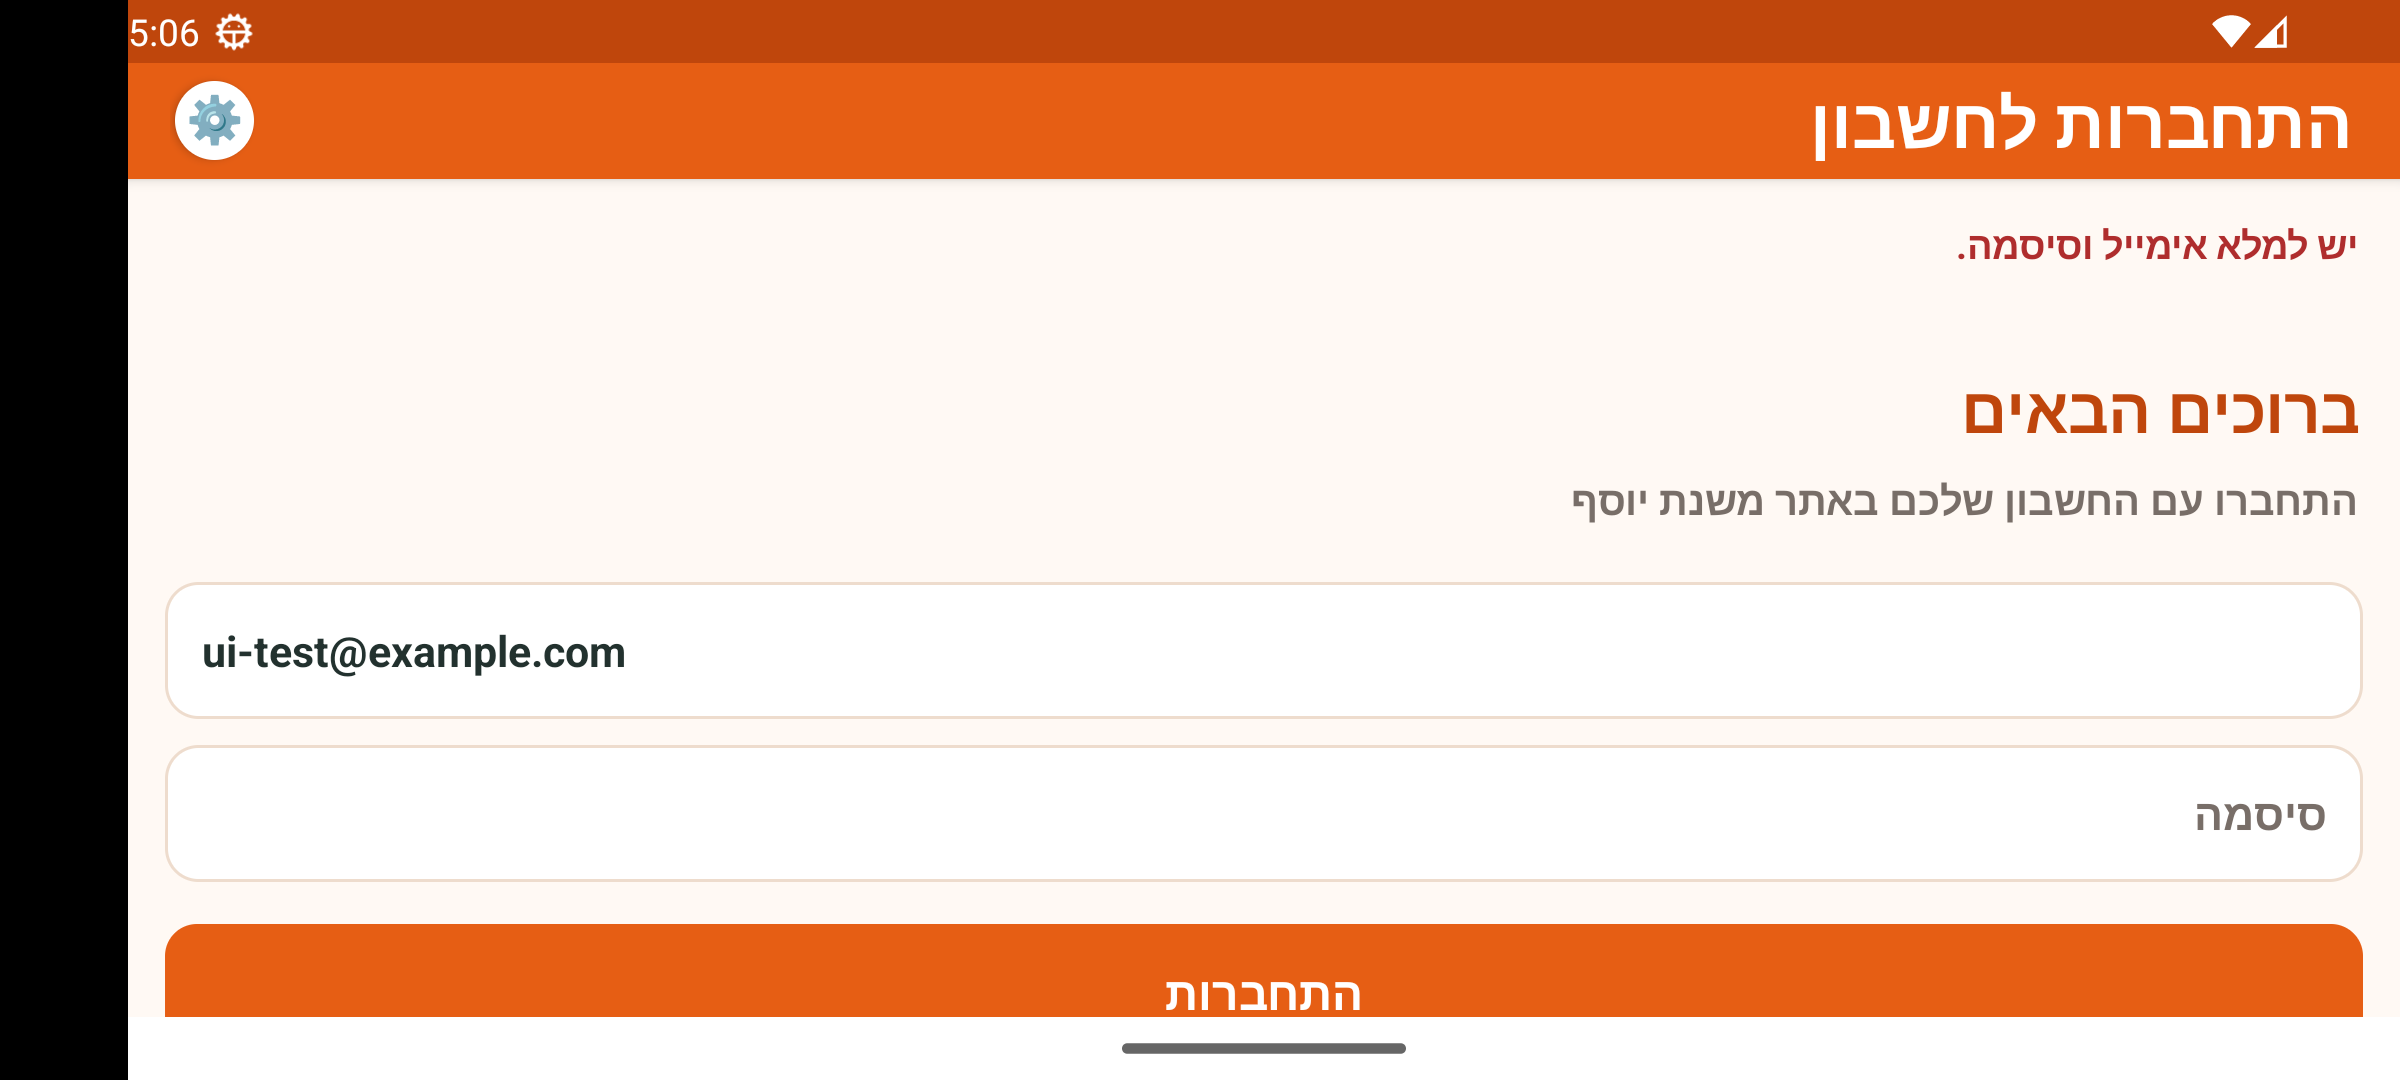 5:06
התחברות לחשבון
יש למלא אימייל וסיסמה.
ברוכים הבאים
התחברו עם החשבון שלכם באתר משנת יוסף
ui-test@example.com
סיסמה
התחברות